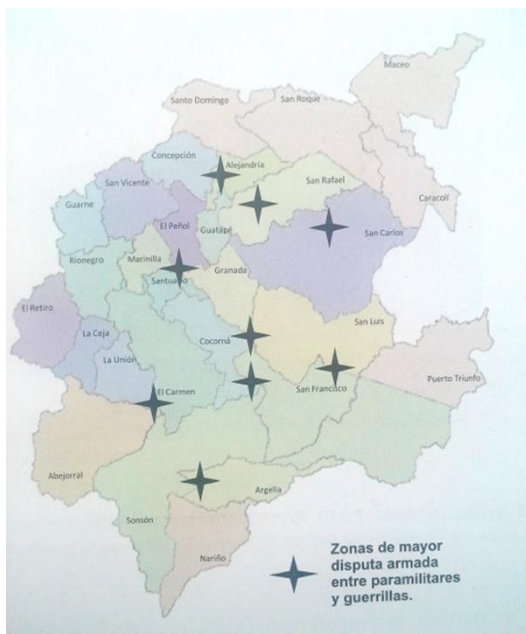 Maceo
Santo Domingo
San Roque
Concepción
Alejandría
San Rafael
San Vicente
Caracolí
Guarne
El Peñol
Guatapé
San Carlos
Rionegro
Marinilla
Santuario
Granada
El Retiro
San Luis
La Ceja
Cocorná
La Unión
Puerto Triunfo
San Francisco
El Carmen
Abejorral
Argelia
Sonsón
Nariño
Zonas de mayor
disputa armada
entre paramilitares
y guerrillas.